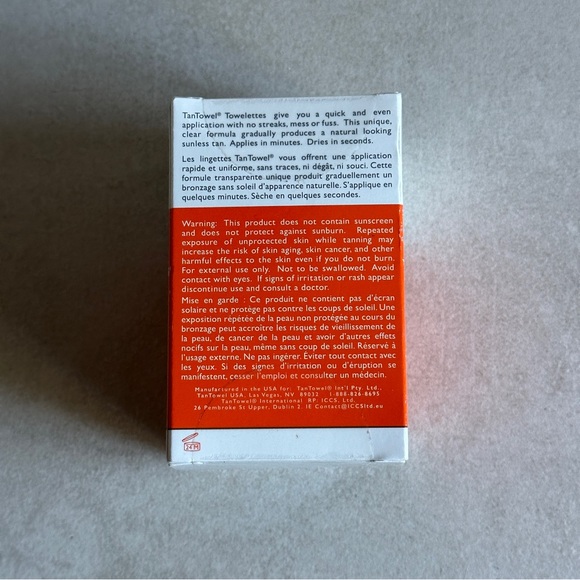 TanTowel® Towelettes give you a quick and even
application with no streaks, mess or fuss. This unique,
clear formula gradually produces a natural looking
sunless tan. Applies in minutes. Dries in seconds.
Les lingettes TanTowel® vous offrent une application
rapide et uniforme, sans traces, ni dégât, ni souci. Cette
formule transparente unique produit graduellement un
bronzage sans soleil d'apparence naturelle. S'applique en
quelques minutes. Sèche en quelques secondes.
Warning: This product does not contain sunscreen
and does not protect against sunburn. Repeated
exposure of unprotected skin while tanning may
increase the risk of skin aging, skin cancer, and other
harmful effects to the skin even if you do not burn.
For external use only. Not to be swallowed. Avoid
contact with eyes. If signs of irritation or rash appear
discontinue use and consult a doctor.
Mise en garde : Ce produit ne contient pas d'écran
solaire et ne protège pas contre les coups de soleil. Une
exposition répétée de la peau non protégée au cours du
bronzage peut accroître les risques de vieillissement de
la peau, de cancer de la peau et avoir d'autres effets
nocifs sur la peau, même sans coup de soleil. Réservé à
l'usage externe. Ne pas ingérer. Éviter tout contact avec
les yeux. Si des signes d'irritation ou d'éruption se
manifestent, cesser l'emploi et consulter un médecin.
Manufactured in the USA for: TanTowel® Int'l Pty. Ltd.,
TanTowel USA, Las Vegas, NV 89032 1-888-826-8695
TanTowel® International RP. ICCS, Ltd.
26 Pembroke St Upper, Dublin 2 IE Contact@ICCSltd.eu
24 M